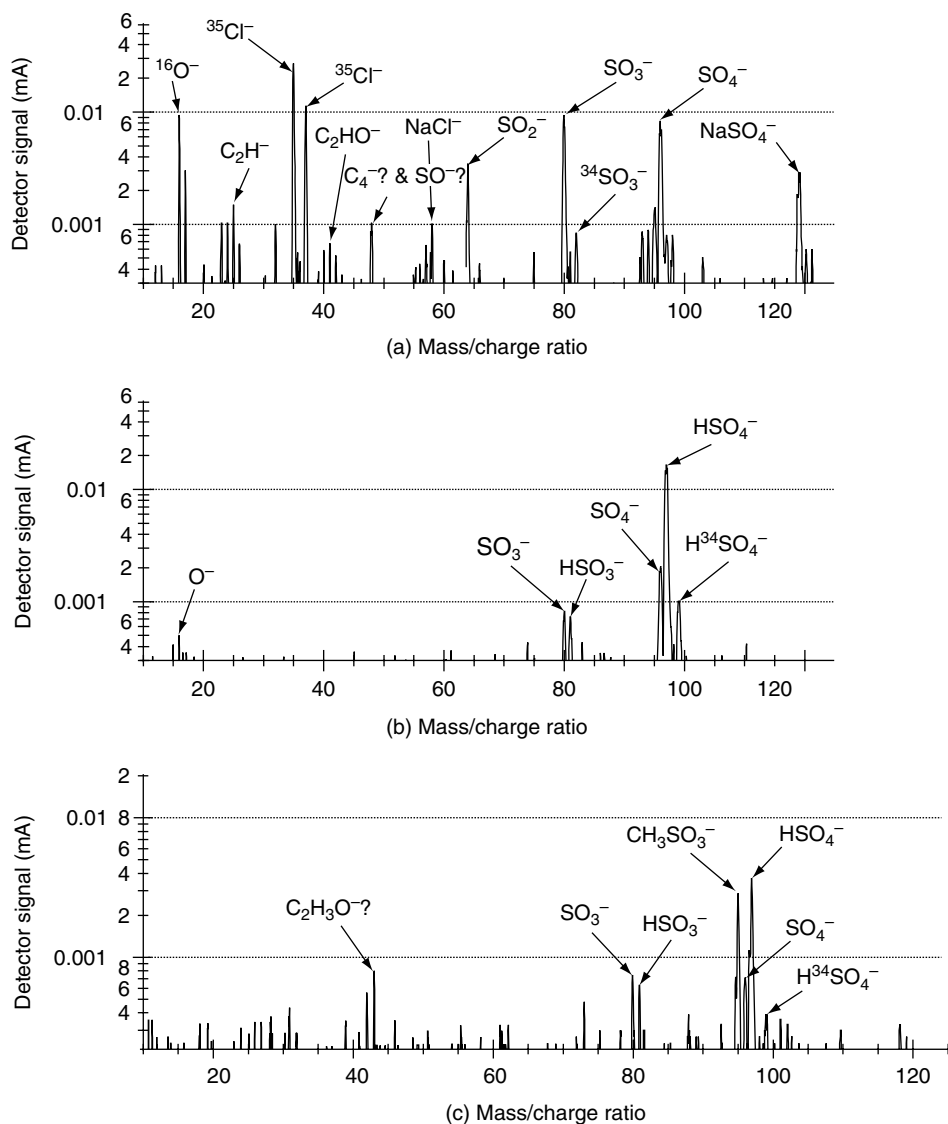 6
4
2
0.01
6
4
2
0.001
6
4
Detector signal (mA)
¹⁶O⁻
³⁵Cl⁻
³⁵Cl⁻
C₂H⁻
C₂HO⁻
C₄⁻? & SO⁻?
NaCl⁻
SO₂⁻
SO₃⁻
³⁴SO₃⁻
SO₄⁻
NaSO₄⁻
20 40 60 80 100 120
(a) Mass/charge ratio
6
4
2
0.01
6
4
2
0.001
6
4
Detector signal (mA)
O⁻
SO₃⁻
HSO₃⁻
SO₄⁻
HSO₄⁻
H³⁴SO₄⁻
20 40 60 80 100 120
(b) Mass/charge ratio
2
0.01 8
6
4
2
0.001
8
6
4
Detector signal (mA)
C₂H₃O⁻?
SO₃⁻
HSO₃⁻
CH₃SO₃⁻
HSO₄⁻
SO₄⁻
H³⁴SO₄⁻
20 40 60 80 100 120
(c) Mass/charge ratio